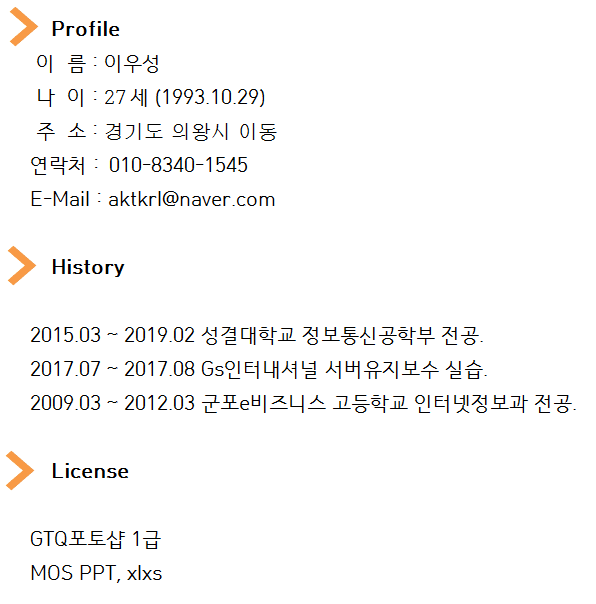 Profile
이 름 : 이우성
나 이 : 27세 (1993.10.29)
주 소 : 경기도 의왕시 이동
연락처 : 010-8340-1545
E-Mail : aktkrl@naver.com
History
2015.03 ~ 2019.02 성결대학교 정보통신공학부 전공.
2017.07 ~ 2017.08 Gs인터내셔널 서버유지보수 실습.
2009.03 ~ 2012.03 군포e비즈니스 고등학교 인터넷정보과 전공.
License
GTQ포토샵 1급
MOS PPT, xlxs